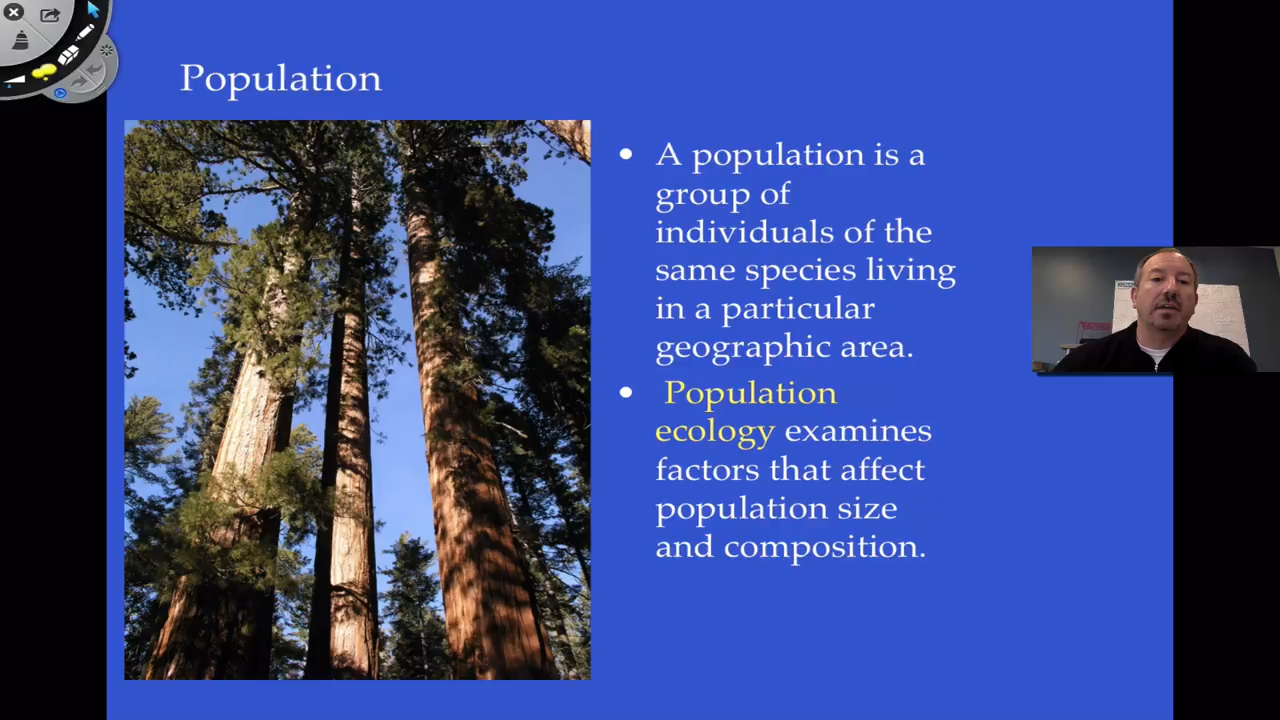 Population
• A population is a
group of
individuals of the
same species living
in a particular
geographic area.
• Population
ecology examines
factors that affect
population size
and composition.